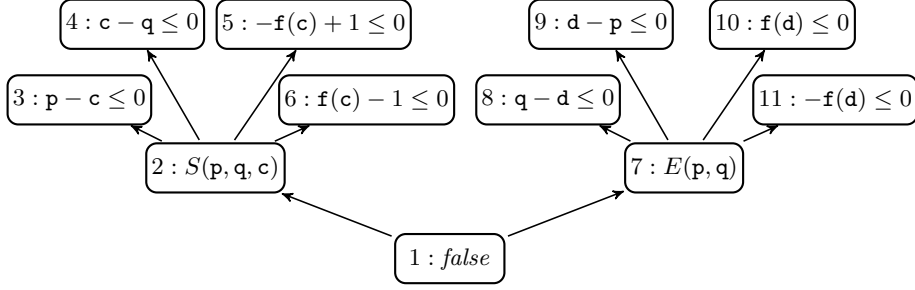 4 : c − q ≤ 0
5 : −f(c) + 1 ≤ 0
9 : d − p ≤ 0
10 : f(d) ≤ 0
3 : p − c ≤ 0
6 : f(c) − 1 ≤ 0
8 : q − d ≤ 0
11 : −f(d) ≤ 0
2 : S(p, q, c)
7 : E(p, q)
1 : false